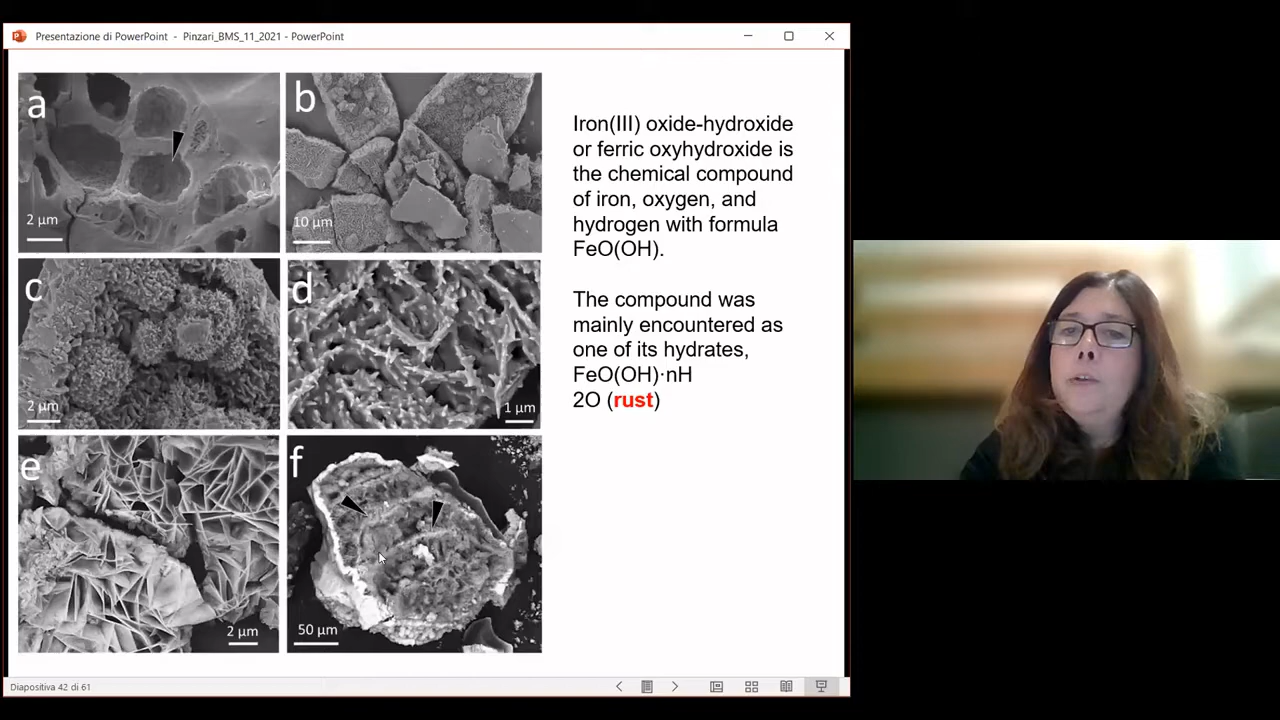 Presentazione di PowerPoint - Pinzari_BMS_11_2021 - PowerPoint
a
2 µm
b
10 µm
c
2 µm
d
1 µm
e
2 µm
f
50 µm
Iron(III) oxide-hydroxide
or ferric oxyhydroxide is
the chemical compound
of iron, oxygen, and
hydrogen with formula
FeO(OH).
The compound was
mainly encountered as
one of its hydrates,
FeO(OH)·nH
2O (rust)
Diapositiva 42 di 61